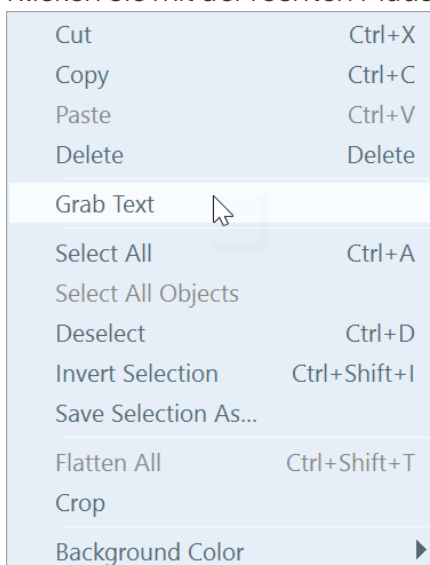 Cut Ctrl+X
Copy Ctrl+C
Paste Ctrl+V
Delete Delete
Grab Text
Select All Ctrl+A
Select All Objects
Deselect Ctrl+D
Invert Selection Ctrl+Shift+I
Save Selection As...
Flatten All Ctrl+Shift+T
Crop
Background Color